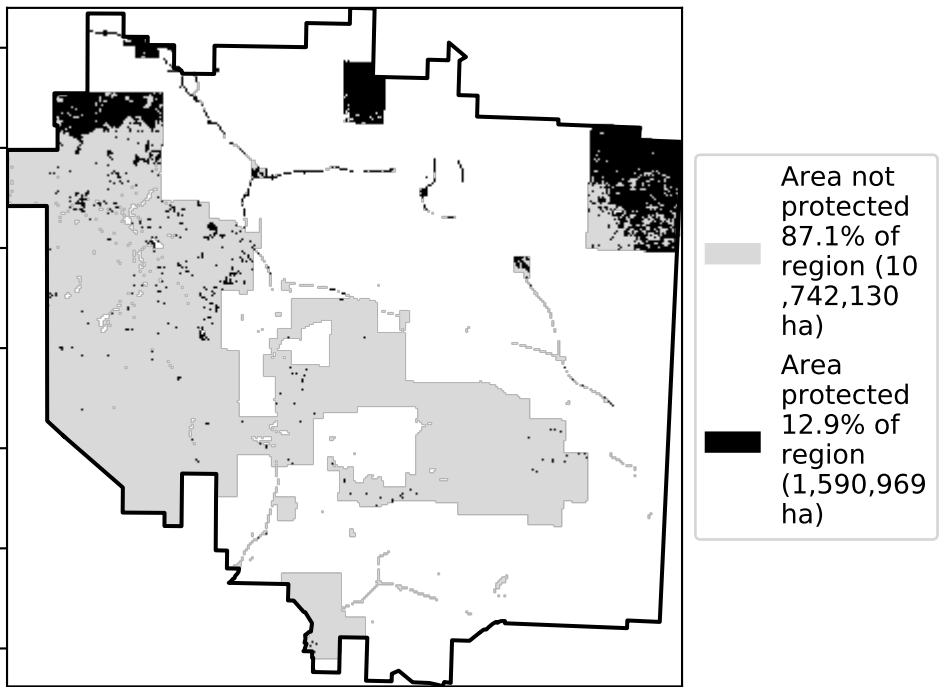 Area not
protected
87.1% of
region (10
,742,130
ha)
Area
protected
12.9% of
region
(1,590,969
ha)